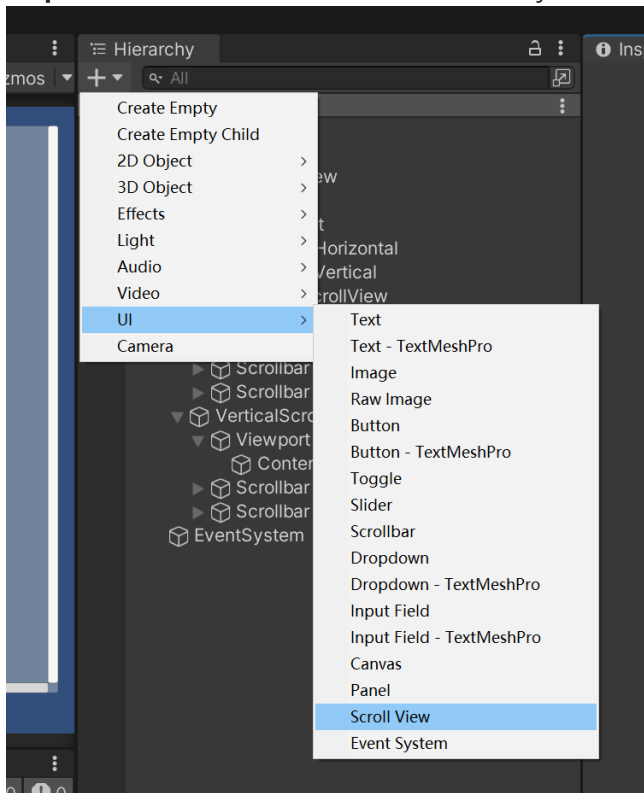 Hierarchy
Ins
zmos
All
Create Empty
Create Empty Child
2D Object
3D Object
Effects
Light
Audio
Video
UI
Camera
ew
t
Horizontal
Vertical
crollView
Scrollbar
Scrollbar
VerticalScro
Viewport
Conten
Scrollbar
Scrollbar
EventSystem
Text
Text - TextMeshPro
Image
Raw Image
Button
Button - TextMeshPro
Toggle
Slider
Scrollbar
Dropdown
Dropdown - TextMeshPro
Input Field
Input Field - TextMeshPro
Canvas
Panel
Scroll View
Event System
0